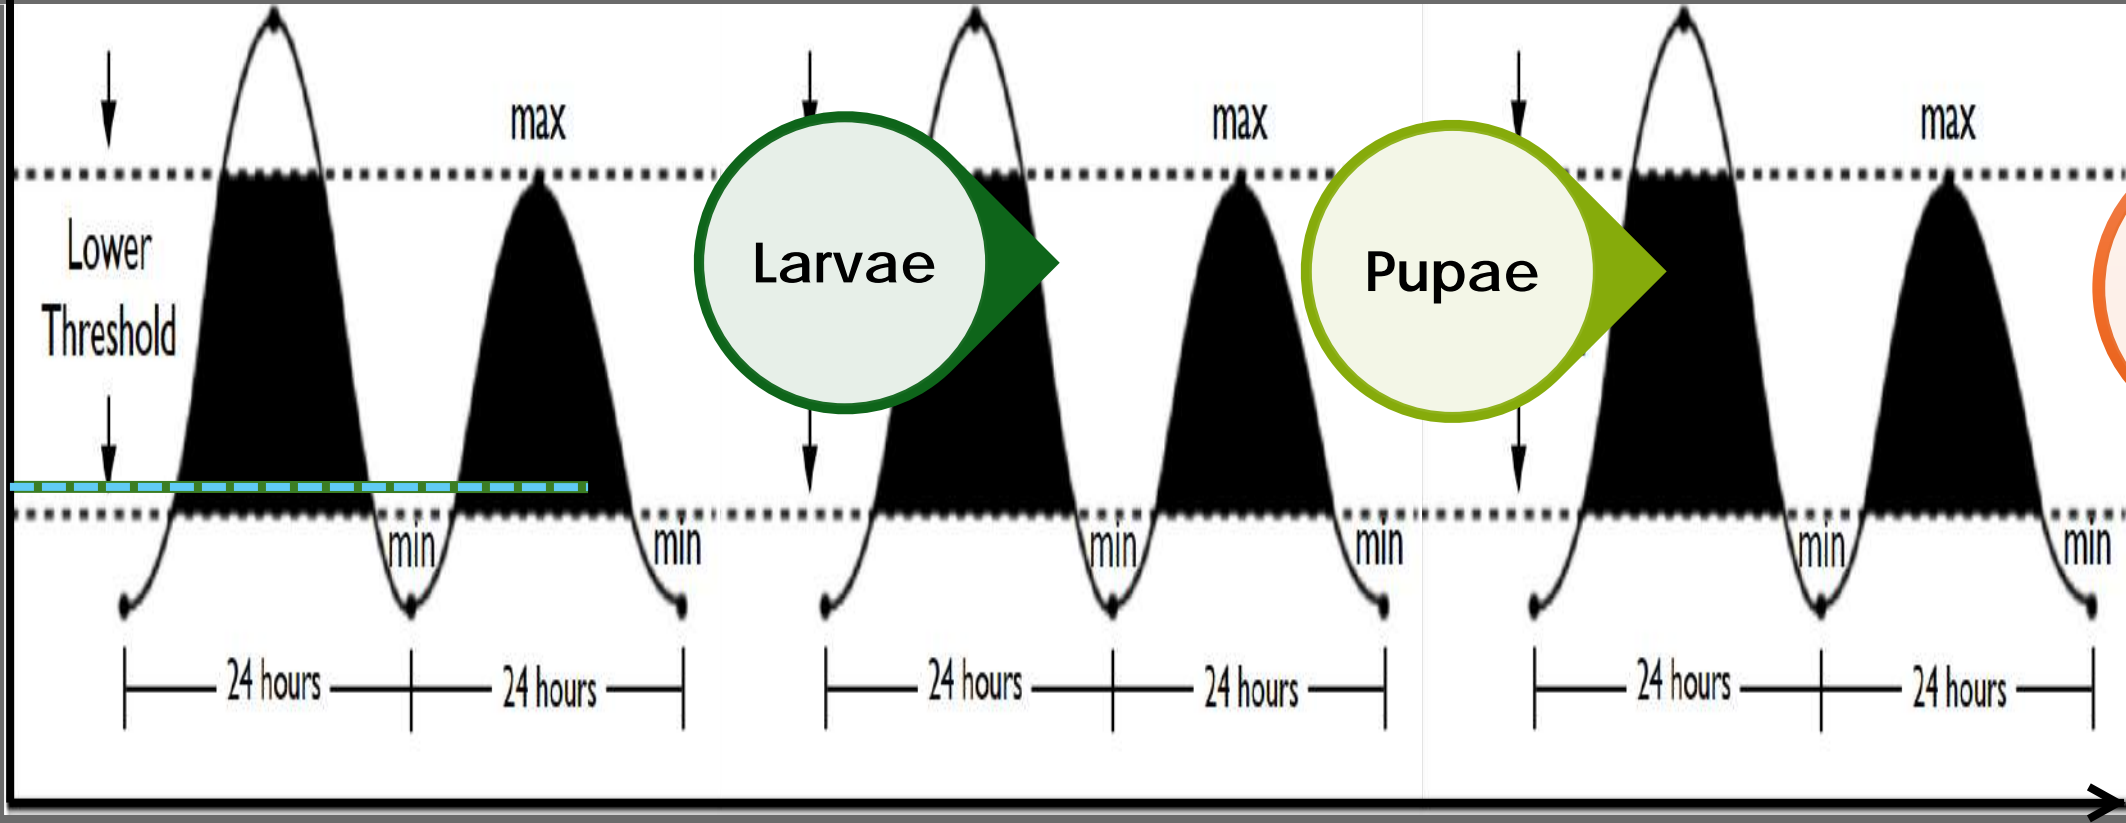 max
max
max
Lower
Threshold
Larvae
Pupae
min
min
min
min
min
min
24 hours
24 hours
24 hours
24 hours
24 hours
24 hours